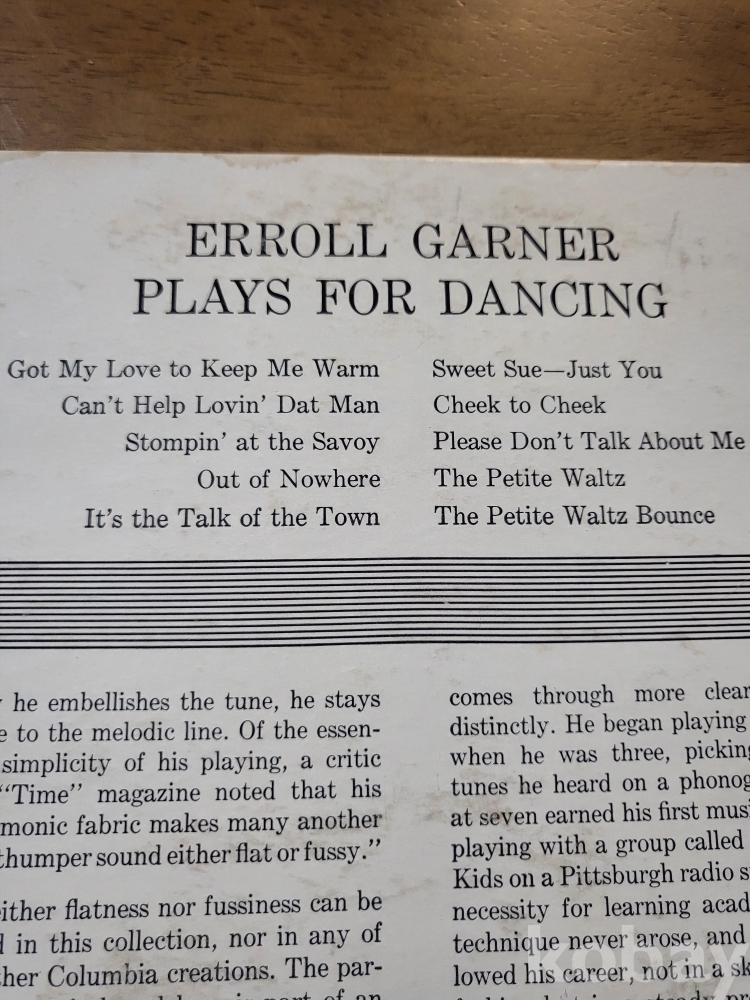 ERROLL GARNER
PLAYS FOR DANCING
Got My Love to Keep Me Warm
Can't Help Lovin' Dat Man
Stompin' at the Savoy
Out of Nowhere
It's the Talk of the Town
Sweet Sue—Just You
Cheek to Cheek
Please Don't Talk About Me
The Petite Waltz
The Petite Waltz Bounce
he embellishes the tune, he stays
to the melodic line. Of the essen-
simplicity of his playing, a critic
"Time" magazine noted that his
monic fabric makes many another
thumper sound either flat or fussy."
ither flatness nor fussiness can be
in this collection, nor in any of
her Columbia creations. The par-
comes through more clear
distinctly. He began playing
when he was three, picking
tunes he heard on a phonog
at seven earned his first musi
playing with a group called
Kids on a Pittsburgh radio s
necessity for learning acad
technique never arose, and
lowed his career, not in a sk
kobay